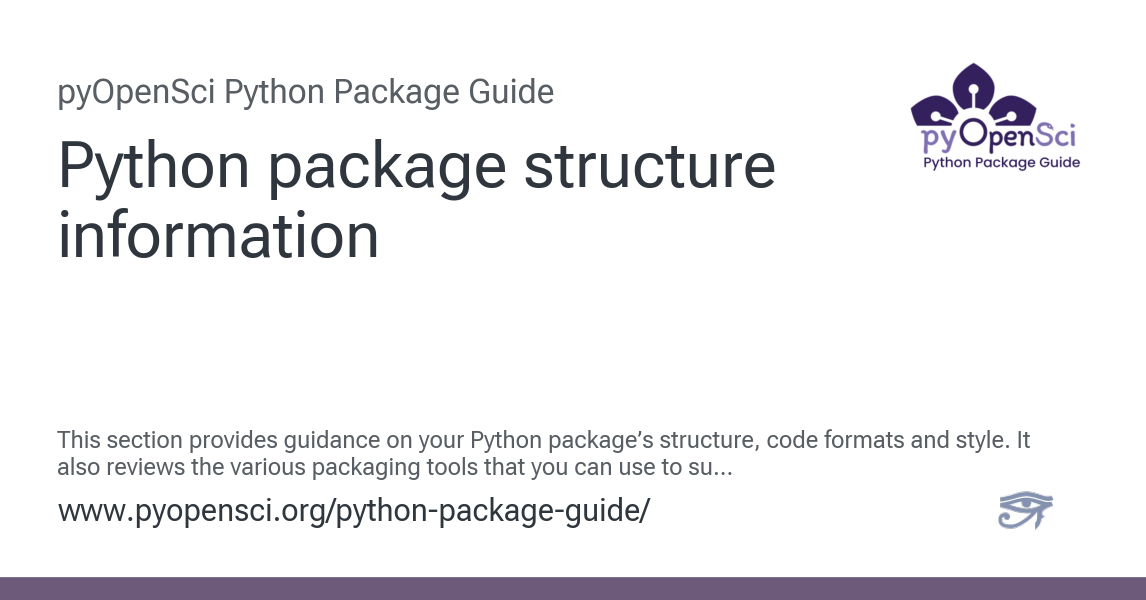 pyOpenSci Python Package Guide
Python package structure
information
pyOpenSci
Python Package Guide
This section provides guidance on your Python package’s structure, code formats and style. It
also reviews the various packaging tools that you can use to su...
www.pyopensci.org/python-package-guide/